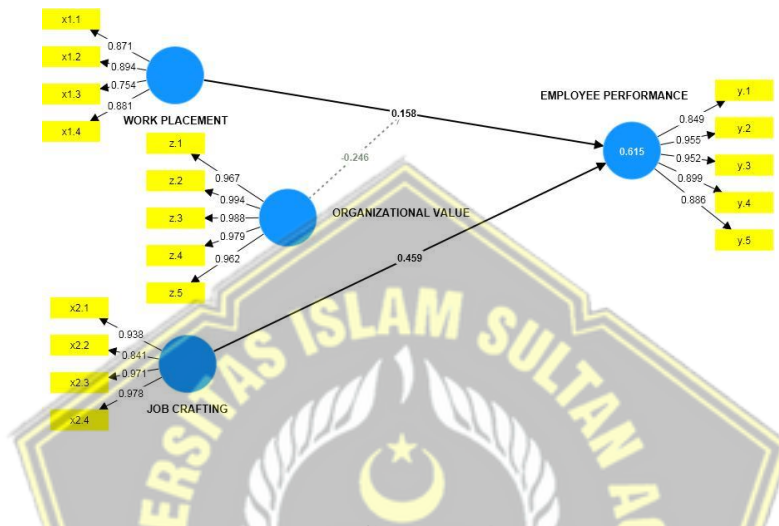 x1.1
0.871
x1.2
0.894
x1.3
0.754
x1.4
0.881
WORK PLACEMENT
0.158
EMPLOYEE PERFORMANCE
0.615
y.1
0.849
y.2
0.955
y.3
0.952
y.4
0.899
y.5
0.886
-0.246
z.1
0.967
z.2
0.994
z.3
0.988
z.4
0.979
z.5
0.962
ORGANIZATIONAL VALUE
0.459
x2.1
0.938
x2.2
0.841
x2.3
0.971
x2.4
0.978
JOB CRAFTING
ISLAM SULTAN